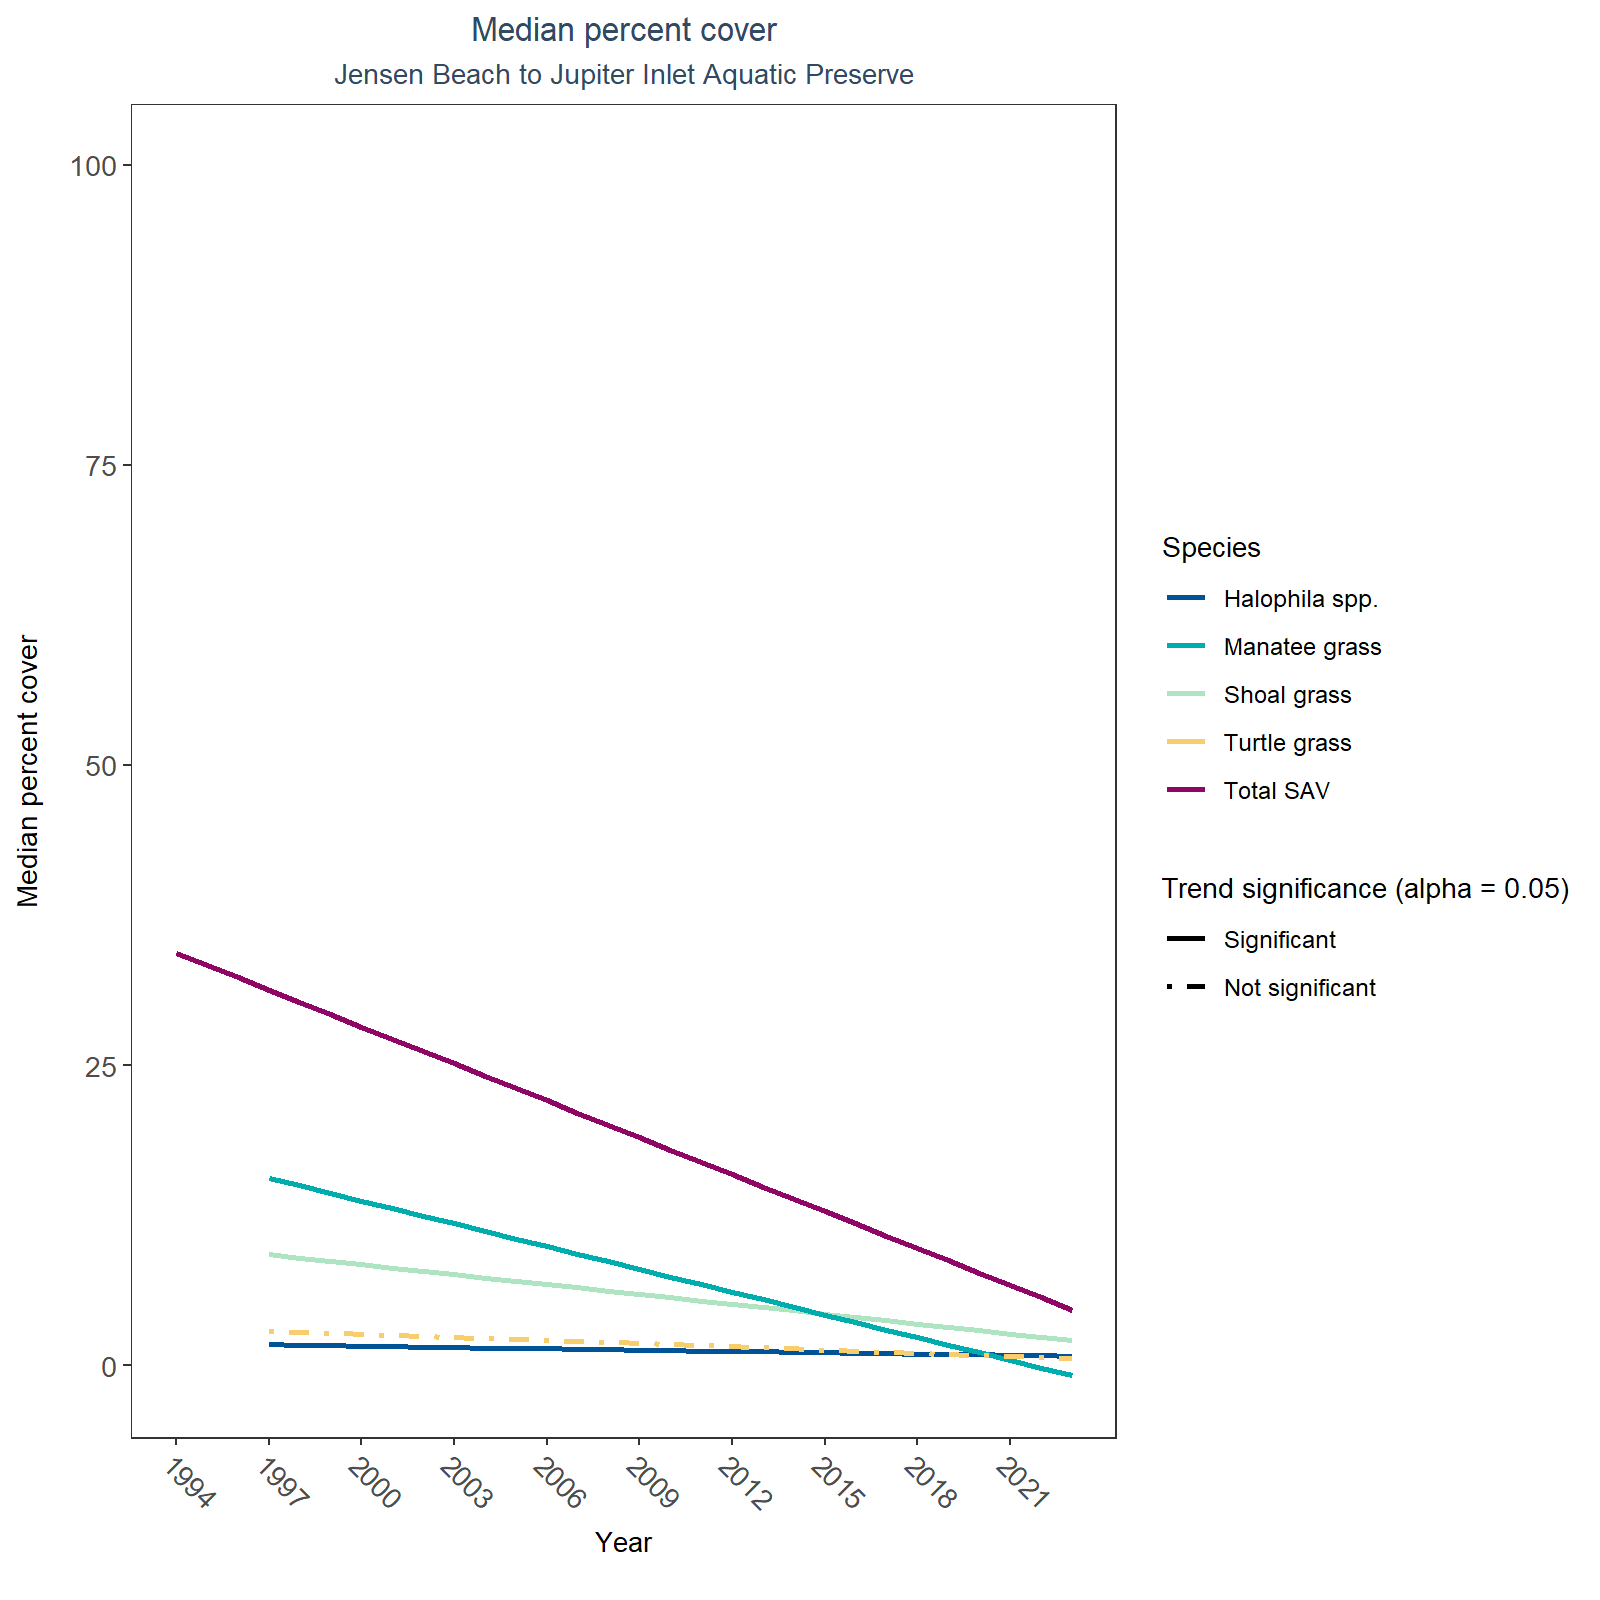 Median percent cover
Jensen Beach to Jupiter Inlet Aquatic Preserve
Median percent cover
100
75
50
25
0
1994
1997
2000
2003
2006
2009
2012
2015
2018
2021
Year
Species
Halophila spp.
Manatee grass
Shoal grass
Turtle grass
Total SAV
Trend significance (alpha = 0.05)
Significant
Not significant